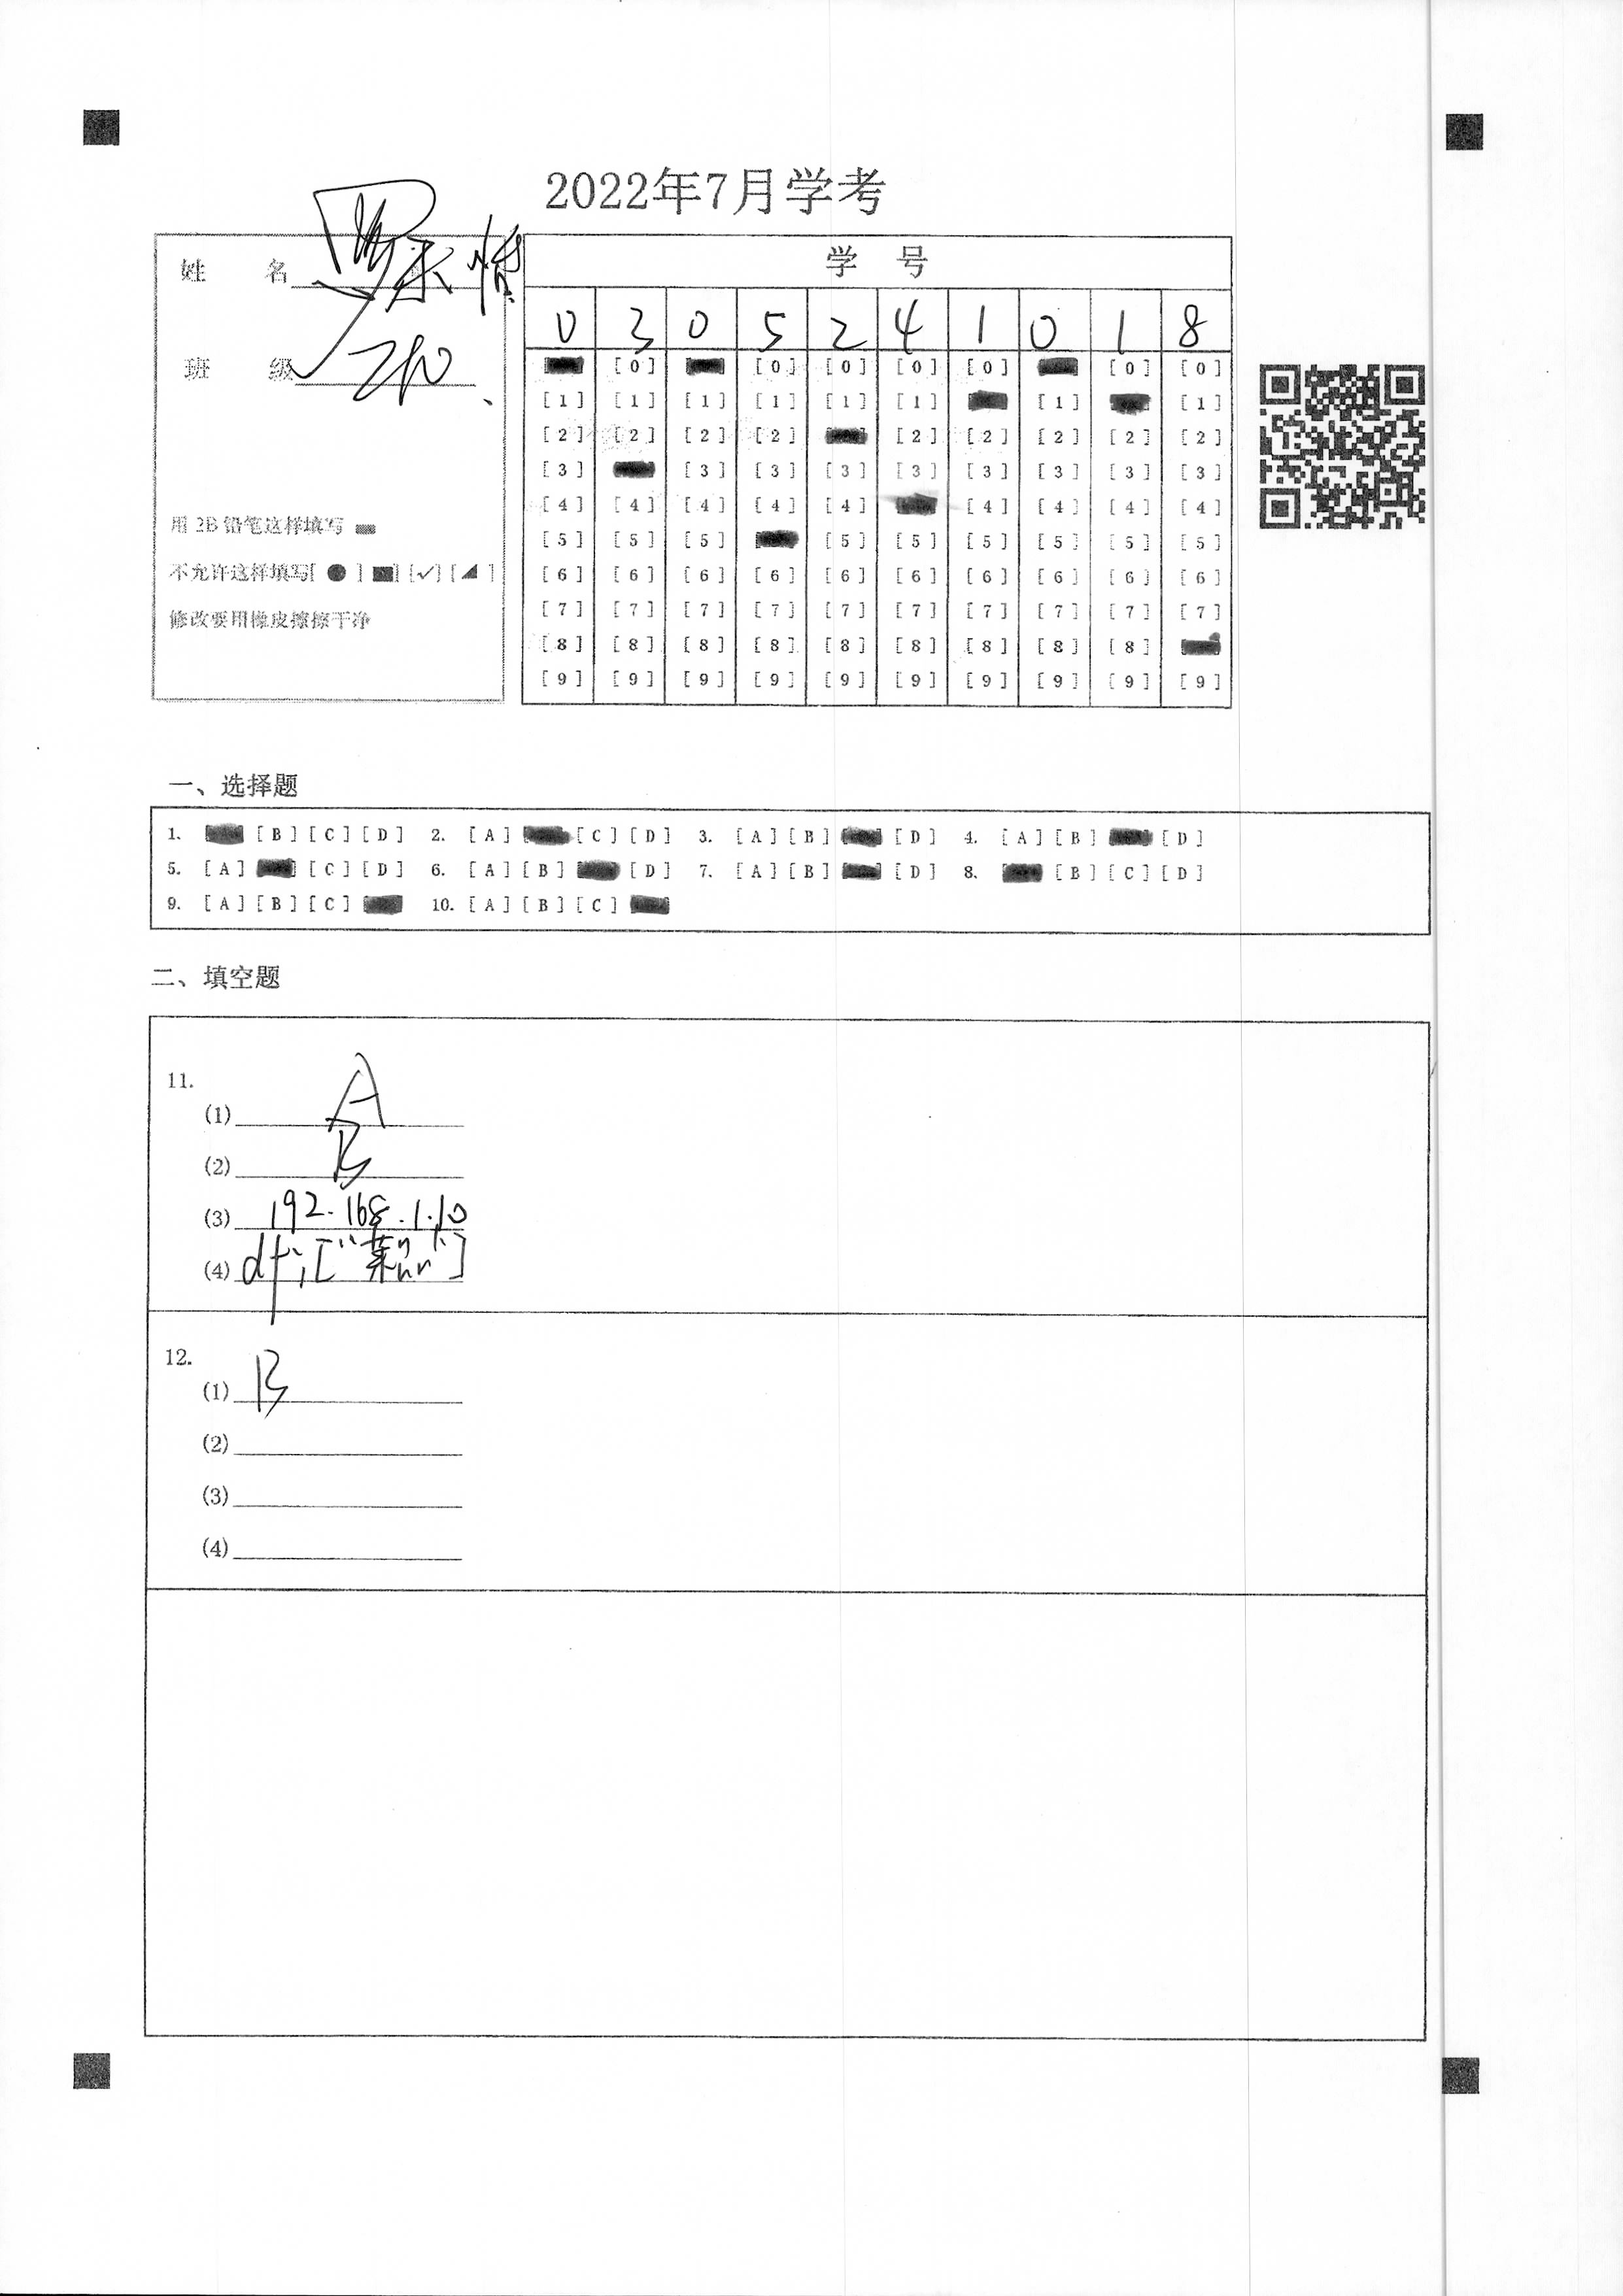 2022年7月学考
姓 名
班 级
用 2B 铅笔这样填写
不允许这样填写[ ● ] [■] [✓] [◢ ]
修改要用橡皮擦擦干净
学 号
0 3 0 5 2 4 1 0 1 8
[0] [0] [0] [0] [0] [0] [0]
[1] [1] [1] [1] [1] [1] [1] [1]
[2] [2] [2] [2] [2] [2] [2] [2] [2]
[3] [3] [3] [3] [3] [3] [3] [3] [3]
[4] [4] [4] [4] [4] [4] [4] [4] [4]
[5] [5] [5] [5] [5] [5] [5] [5] [5]
[6] [6] [6] [6] [6] [6] [6] [6] [6] [6]
[7] [7] [7] [7] [7] [7] [7] [7] [7] [7]
[8] [8] [8] [8] [8] [8] [8] [8] [8]
[9] [9] [9] [9] [9] [9] [9] [9] [9] [9]
一、选择题
1. [B] [C] [D] 2. [A] [C] [D] 3. [A] [B] [D] 4. [A] [B] [D]
5. [A] [C] [D] 6. [A] [B] [D] 7. [A] [B] [D] 8. [B] [C] [D]
9. [A] [B] [C] 10. [A] [B] [C]
二、填空题
11.
(1) A
(2) B
(3) 192.168.1.10
(4)
12.
(1) B
(2)
(3)
(4)